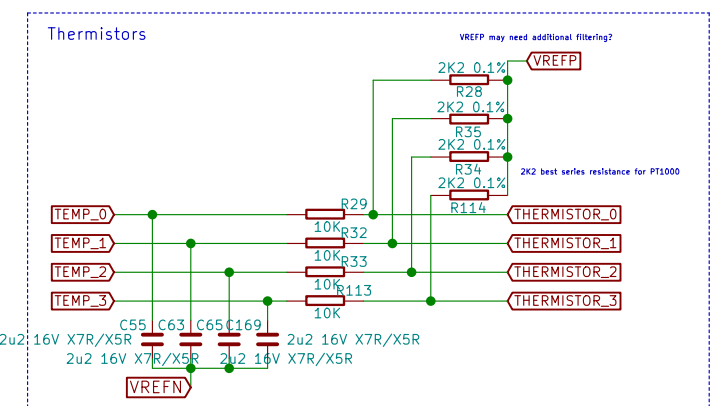 Thermistors
VREFP may need additional filtering?
VREFP
2K2 0.1%
R28
2K2 0.1%
R35
2K2 0.1%
R34
2K2 best series resistance for PT1000
2K2 0.1%
R114
TEMP_0
R29
10K
THERMISTOR_0
TEMP_1
R32
10K
THERMISTOR_1
TEMP_2
R33
10K
THERMISTOR_2
TEMP_3
R113
10K
THERMISTOR_3
C55 C63 C65 C169
2u2 16V X7R/X5R 2u2 16V X7R/X5R
2u2 16V X7R/X5R 2u2 16V X7R/X5R
VREFN